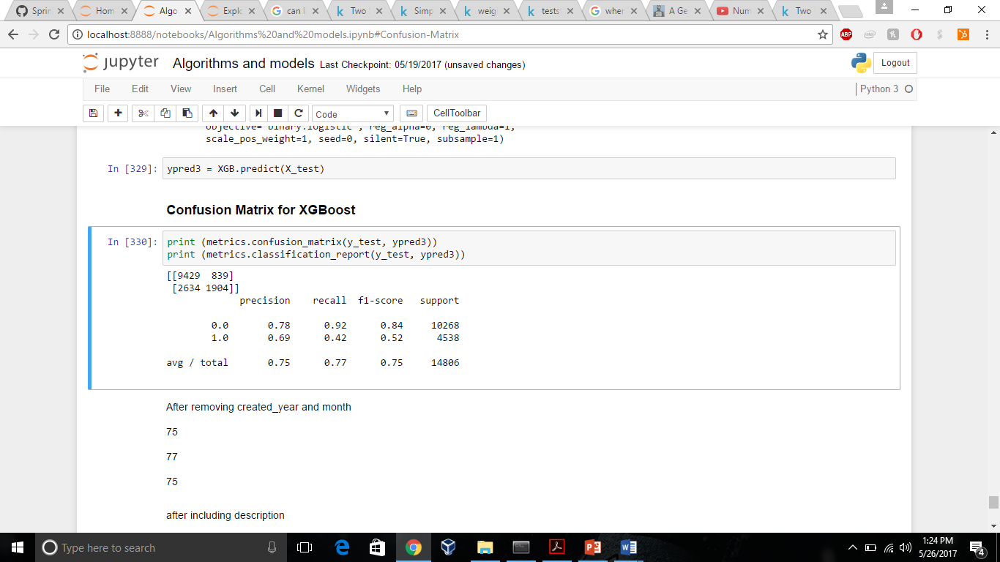 Sprin
Hom
Algo
Explo
can
Two
Simp
weig
tests
when
A Ge
Num
Two
localhost:8888/notebooks/Algorithms%20and%20models.ipynb#Confusion-Matrix
ABP
jupyter Algorithms and models Last Checkpoint: 05/19/2017 (unsaved changes)
Logout
File Edit View Insert Cell Kernel Widgets Help
Python 3
Code
CellToolbar
objective='binary:logistic', reg_alpha=0, reg_lambda=1,
scale_pos_weight=1, seed=0, silent=True, subsample=1)
In [329]: ypred3 = XGB.predict(X_test)
Confusion Matrix for XGBoost
In [330]: print (metrics.confusion_matrix(y_test, ypred3))
print (metrics.classification_report(y_test, ypred3))
[[9429  839]
 [2634 1904]]
precision recall f1-score support
0.0 0.78 0.92 0.84 10268
1.0 0.69 0.42 0.52 4538
avg / total 0.75 0.77 0.75 14806
After removing created_year and month
75
77
75
after including description
Type here to search
1:24 PM
5/26/2017
4